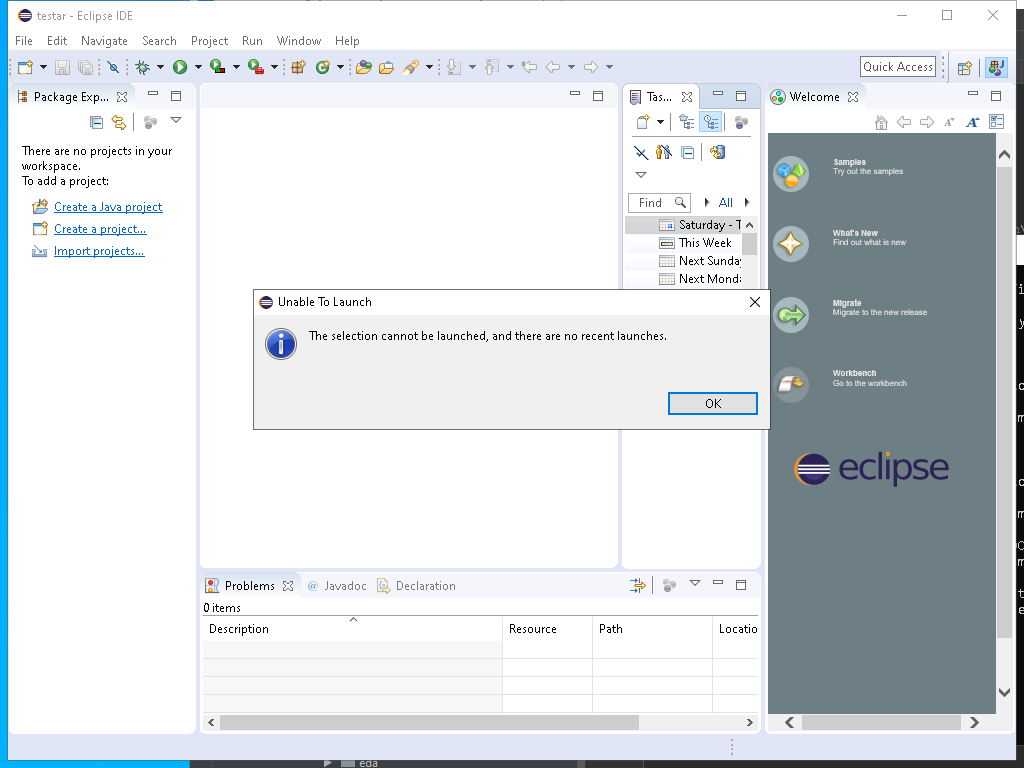 testar - Eclipse IDE
File Edit Navigate Search Project Run Window Help
Quick Access
Package Exp...
There are no projects in your
workspace.
To add a project:
Create a Java project
Create a project...
Import projects...
Tas...
Find
All
Saturday - T
This Week
Next Sunday
Next Monda
Welcome
Samples
Try out the samples
What's New
Find out what is new
Migrate
Migrate to the new release
Workbench
Go to the workbench
eclipse
Unable To Launch
The selection cannot be launched, and there are no recent launches.
OK
Problems @ Javadoc Declaration
0 items
Description Resource Path Locatio
eda